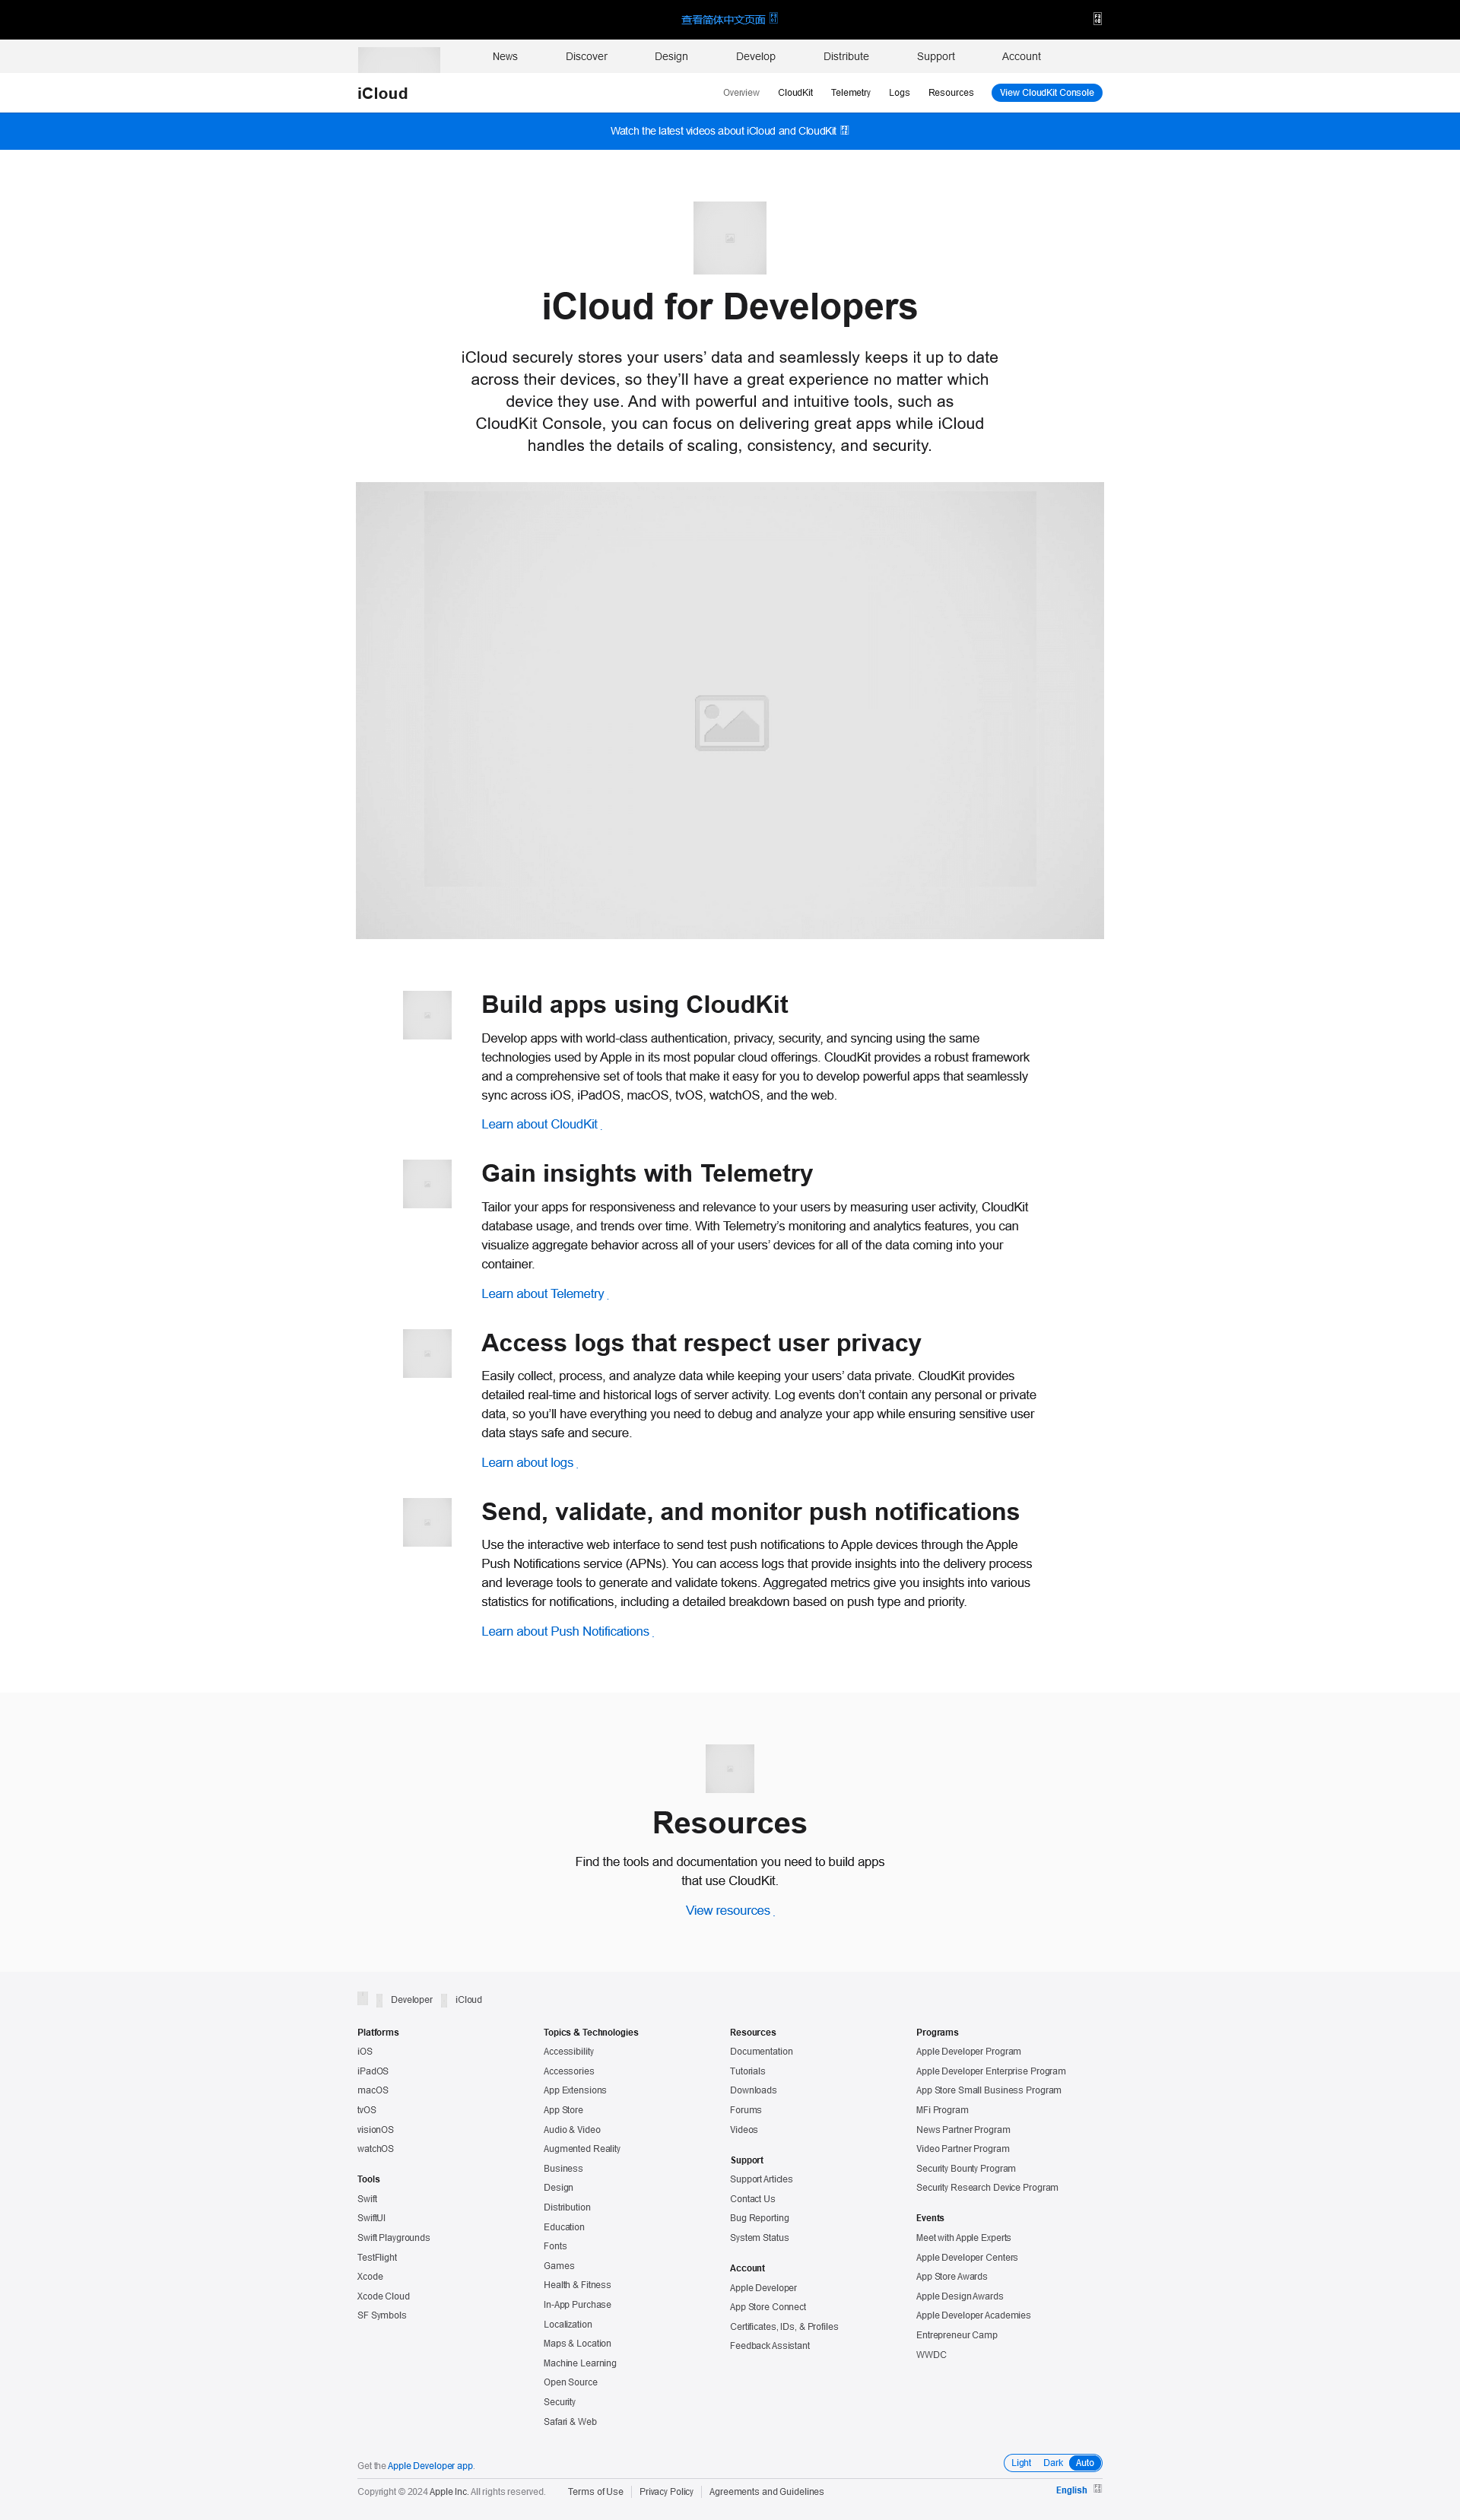 查看简体中文页面
News Discover Design Develop Distribute Support Account
iCloud
Overview CloudKit Telemetry Logs Resources View CloudKit Console
Watch the latest videos about iCloud and CloudKit
iCloud for Developers
iCloud securely stores your users’ data and seamlessly keeps it up to date
across their devices, so they’ll have a great experience no matter which
device they use. And with powerful and intuitive tools, such as
CloudKit Console, you can focus on delivering great apps while iCloud
handles the details of scaling, consistency, and security.
Build apps using CloudKit
Develop apps with world-class authentication, privacy, security, and syncing using the same
technologies used by Apple in its most popular cloud offerings. CloudKit provides a robust framework
and a comprehensive set of tools that make it easy for you to develop powerful apps that seamlessly
sync across iOS, iPadOS, macOS, tvOS, watchOS, and the web.
Learn about CloudKit
Gain insights with Telemetry
Tailor your apps for responsiveness and relevance to your users by measuring user activity, CloudKit
database usage, and trends over time. With Telemetry’s monitoring and analytics features, you can
visualize aggregate behavior across all of your users’ devices for all of the data coming into your
container.
Learn about Telemetry
Access logs that respect user privacy
Easily collect, process, and analyze data while keeping your users’ data private. CloudKit provides
detailed real-time and historical logs of server activity. Log events don’t contain any personal or private
data, so you’ll have everything you need to debug and analyze your app while ensuring sensitive user
data stays safe and secure.
Learn about logs
Send, validate, and monitor push notifications
Use the interactive web interface to send test push notifications to Apple devices through the Apple
Push Notifications service (APNs). You can access logs that provide insights into the delivery process
and leverage tools to generate and validate tokens. Aggregated metrics give you insights into various
statistics for notifications, including a detailed breakdown based on push type and priority.
Learn about Push Notifications
Resources
Find the tools and documentation you need to build apps
that use CloudKit.
View resources
Developer iCloud
Platforms
iOS
iPadOS
macOS
tvOS
visionOS
watchOS
Tools
Swift
SwiftUI
Swift Playgrounds
TestFlight
Xcode
Xcode Cloud
SF Symbols
Topics & Technologies
Accessibility
Accessories
App Extensions
App Store
Audio & Video
Augmented Reality
Business
Design
Distribution
Education
Fonts
Games
Health & Fitness
In-App Purchase
Localization
Maps & Location
Machine Learning
Open Source
Security
Safari & Web
Resources
Documentation
Tutorials
Downloads
Forums
Videos
Support
Support Articles
Contact Us
Bug Reporting
System Status
Account
Apple Developer
App Store Connect
Certificates, IDs, & Profiles
Feedback Assistant
Programs
Apple Developer Program
Apple Developer Enterprise Program
App Store Small Business Program
MFi Program
News Partner Program
Video Partner Program
Security Bounty Program
Security Research Device Program
Events
Meet with Apple Experts
Apple Developer Centers
App Store Awards
Apple Design Awards
Apple Developer Academies
Entrepreneur Camp
WWDC
Get the Apple Developer app.
Light Dark Auto
Copyright © 2024 Apple Inc. All rights reserved. Terms of Use Privacy Policy Agreements and Guidelines
English